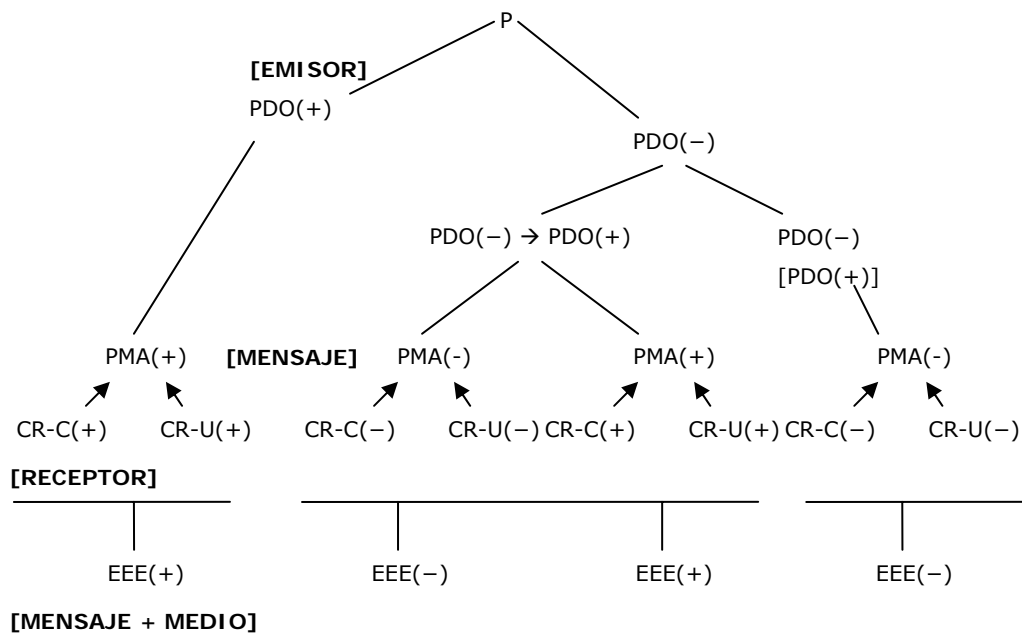 P
[EMISOR]
PDO(+)
PDO(−)
PDO(−) → PDO(+)
PDO(−)
[PDO(+)]
PMA(+) [MENSAJE] PMA(-) PMA(+) PMA(-)
CR-C(+) CR-U(+) CR-C(−) CR-U(−) CR-C(+) CR-U(+) CR-C(−) CR-U(−)
[RECEPTOR]
EEE(+) EEE(−) EEE(+) EEE(−)
[MENSAJE + MEDIO]